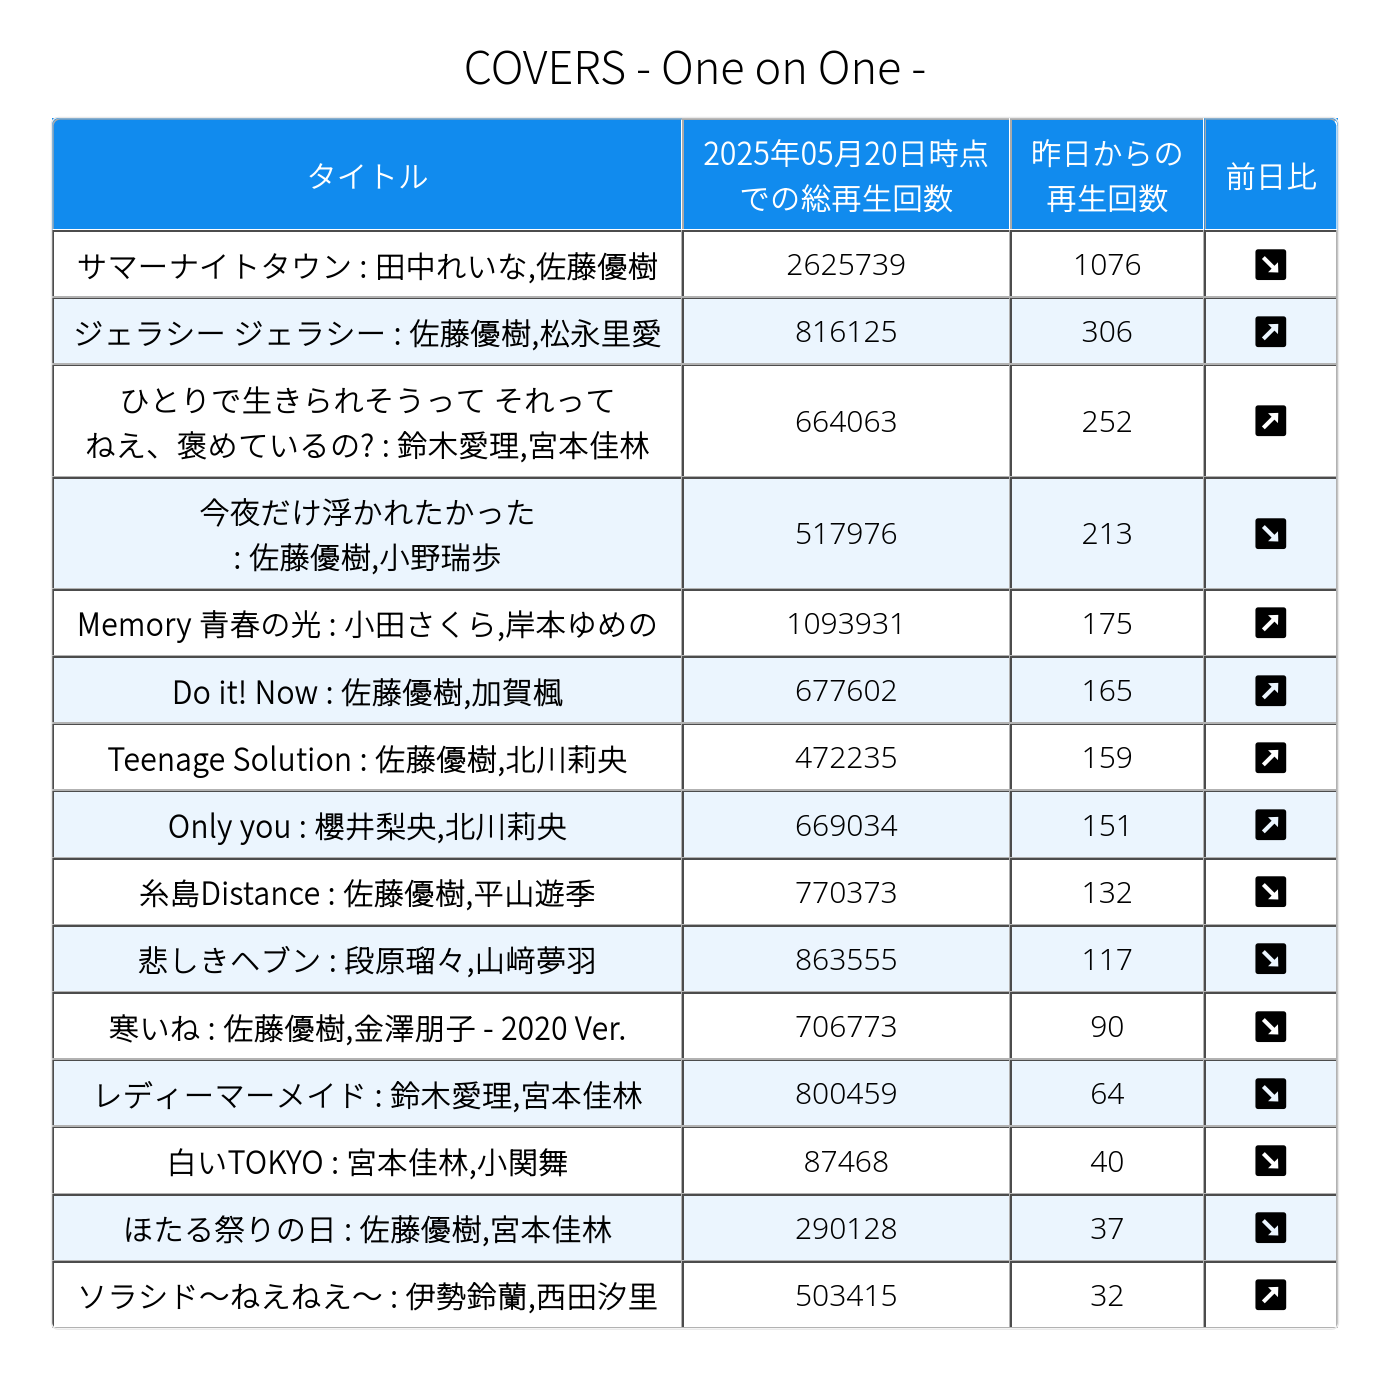 COVERS - One on One -
タイトル 2025年05月20日時点 での総再生回数 昨日からの 再生回数 前日比
サマーナイトタウン : 田中れいな,佐藤優樹 2625739 1076 ↘
ジェラシー ジェラシー : 佐藤優樹,松永里愛 816125 306 ↗
ひとりで生きられそうって それって
ねえ、褒めているの? : 鈴木愛理,宮本佳林 664063 252 ↗
今夜だけ浮かれたかった
: 佐藤優樹,小野瑞歩 517976 213 ↘
Memory 青春の光 : 小田さくら,岸本ゆめの 1093931 175 ↗
Do it! Now : 佐藤優樹,加賀楓 677602 165 ↗
Teenage Solution : 佐藤優樹,北川莉央 472235 159 ↗
Only you : 櫻井梨央,北川莉央 669034 151 ↗
糸島Distance : 佐藤優樹,平山遊季 770373 132 ↘
悲しきヘブン : 段原瑠々,山﨑夢羽 863555 117 ↘
寒いね : 佐藤優樹,金澤朋子 - 2020 Ver. 706773 90 ↘
レディーマーメイド : 鈴木愛理,宮本佳林 800459 64 ↘
白いTOKYO : 宮本佳林,小関舞 87468 40 ↘
ほたる祭りの日 : 佐藤優樹,宮本佳林 290128 37 ↘
ソラシド〜ねえねえ〜 : 伊勢鈴蘭,西田汐里 503415 32 ↗